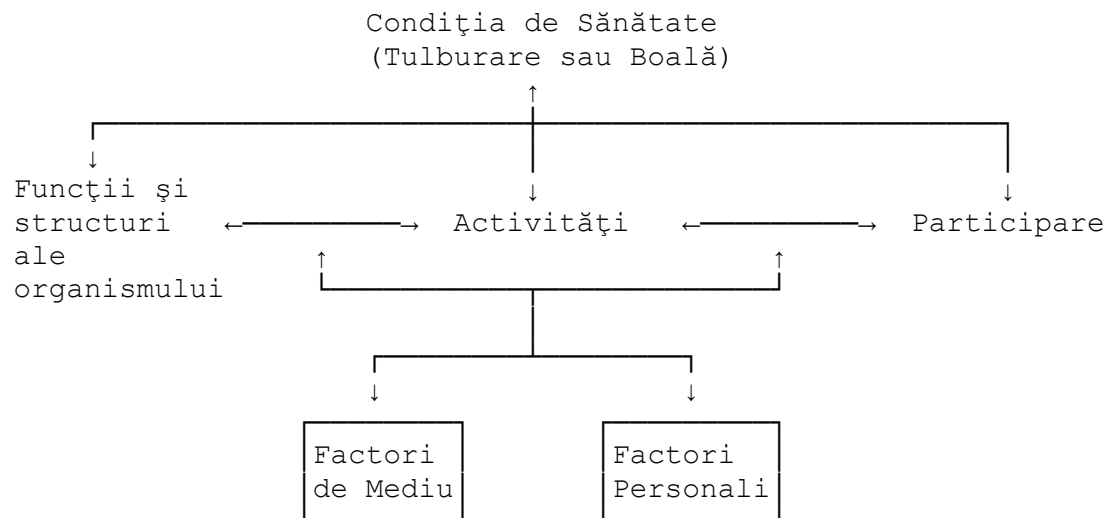 Condiţia de Sănătate
(Tulburare sau Boală)
Funcţii şi
structuri
ale
organismului
Activităţi
Participare
Factori
de Mediu
Factori
Personali